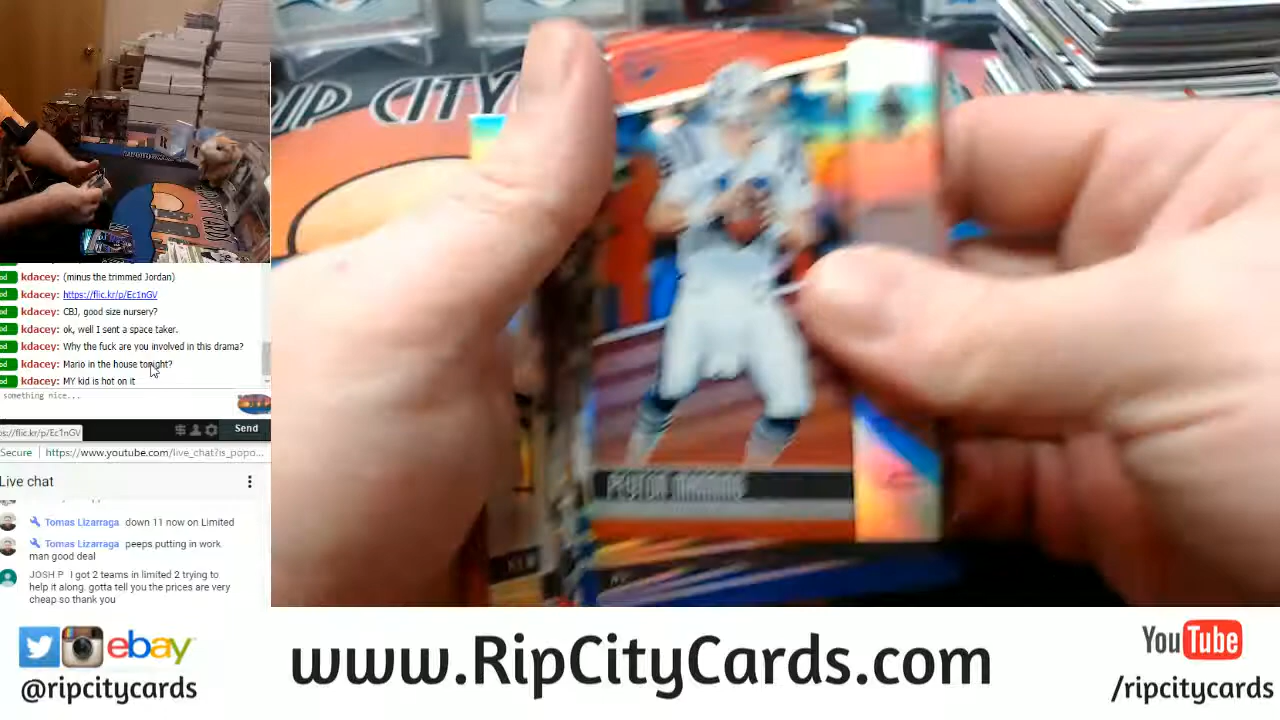 RIP CITY
kdacey: (minus the trimmed Jordan)
kdacey: https://flic.kr/p/Ec1nGV
kdacey: CBJ, good size nursery?
kdacey: ok, well I sent a space taker.
kdacey: Why the fuck are you involved in this drama?
kdacey: Mario in the house tonight?
kdacey: MY kid is hot on it
something nice...
ps://flic.kr/p/Ec1nGV
Send
Secure https://www.youtube.com/live_chat?is_popo...
Live chat
Tomas Lizarraga down 11 now on Limited
Tomas Lizarraga peeps putting in work
man good deal
JOSH P I got 2 teams in limited 2 trying to
help it along. gotta tell you the prices are very
cheap so thank you
PEYTON MANNING
ebay
@ripcitycards
www.RipCityCards.com
YouTube
/ripcitycards